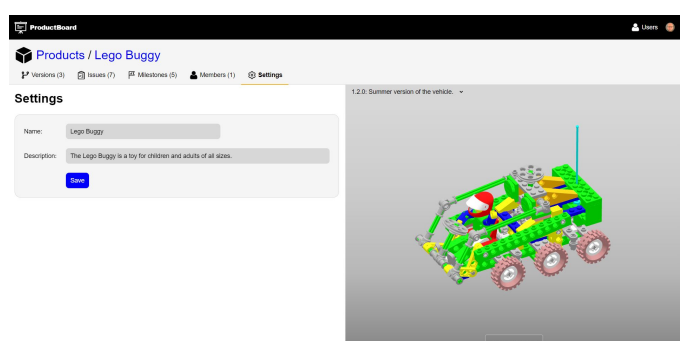 ProductBoard
Users
Products / Lego Buggy
Versions (3) Issues (7) Milestones (5) Members (1) Settings
Settings
1.2.0: Summer version of the vehicle.
Name: Lego Buggy
Description: The Lego Buggy is a toy for children and adults of all sizes.
Save